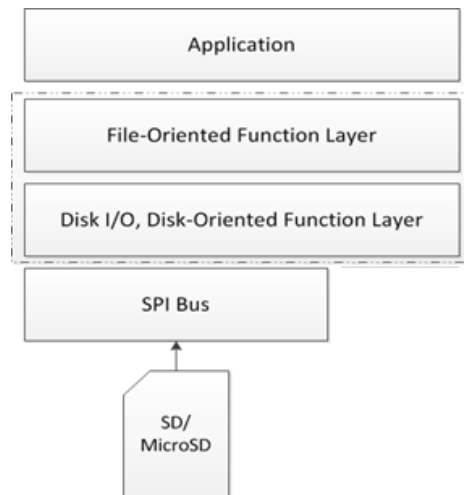 Application
File-Oriented Function Layer
Disk I/O, Disk-Oriented Function Layer
SPI Bus
SD/
MicroSD